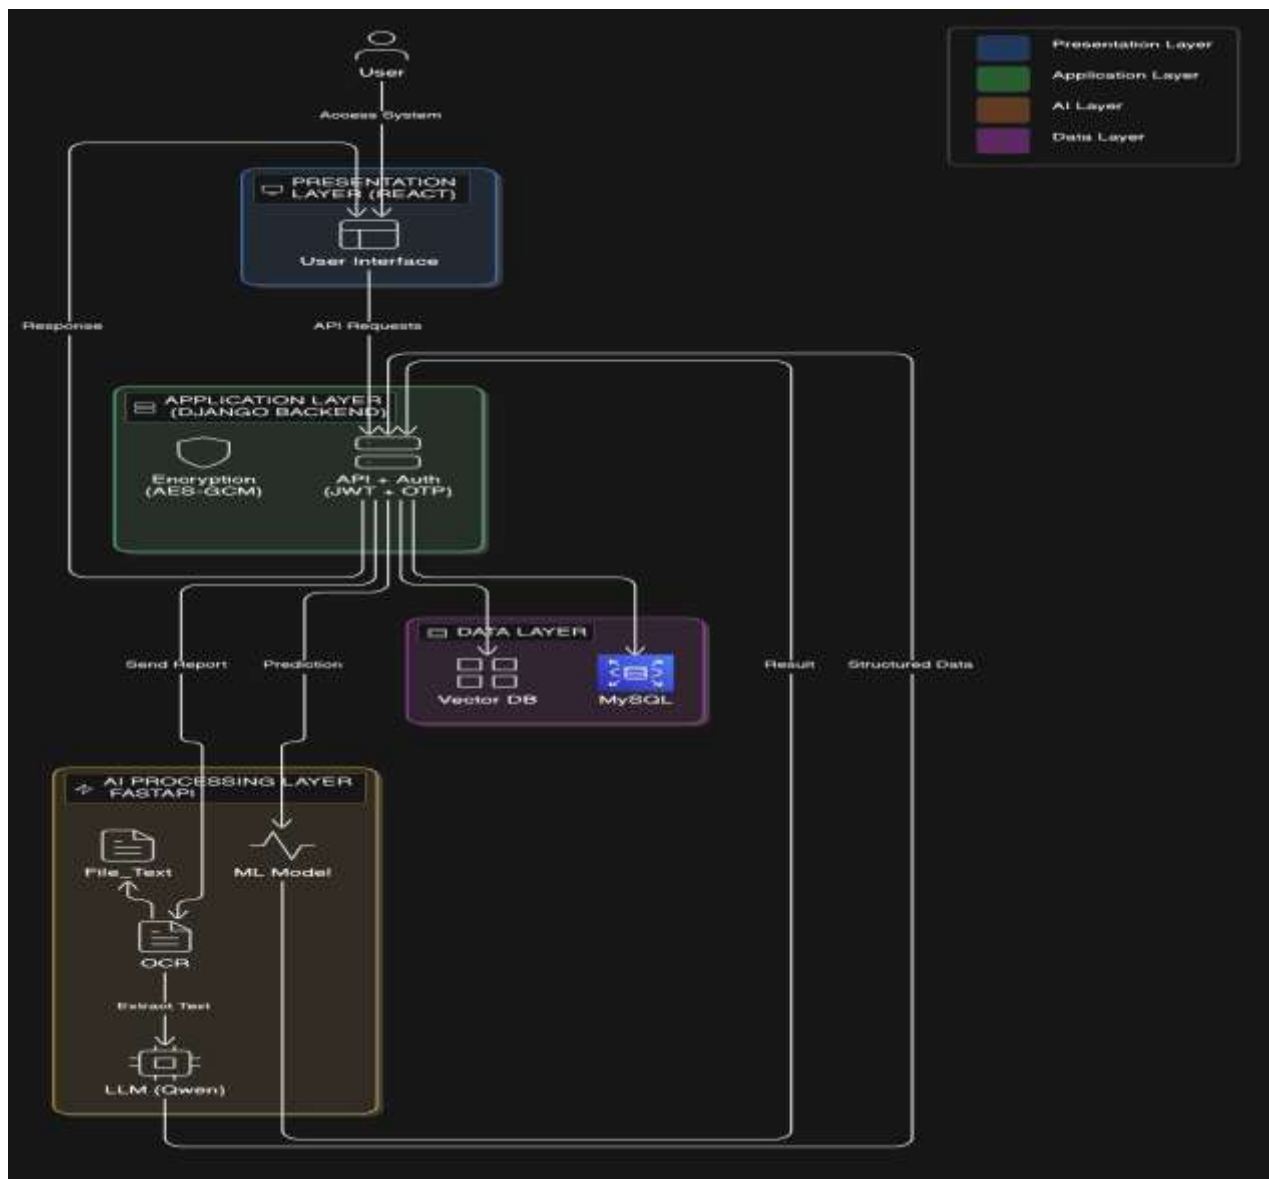 User
Access System
Presentation Layer
Application Layer
AI Layer
Data Layer
PRESENTATION
LAYER (REACT)
User Interface
Response
API Requests
APPLICATION LAYER
(DJANGO BACKEND)
Encryption
(AES-GCM)
API + Auth
(JWT + OTP)
DATA LAYER
Vector DB
MySQL
Send Report
Prediction
Result
Structured Data
AI PROCESSING LAYER
FASTAPI
File_Text
ML Model
OCR
Extract Text
LLM (Qwen)